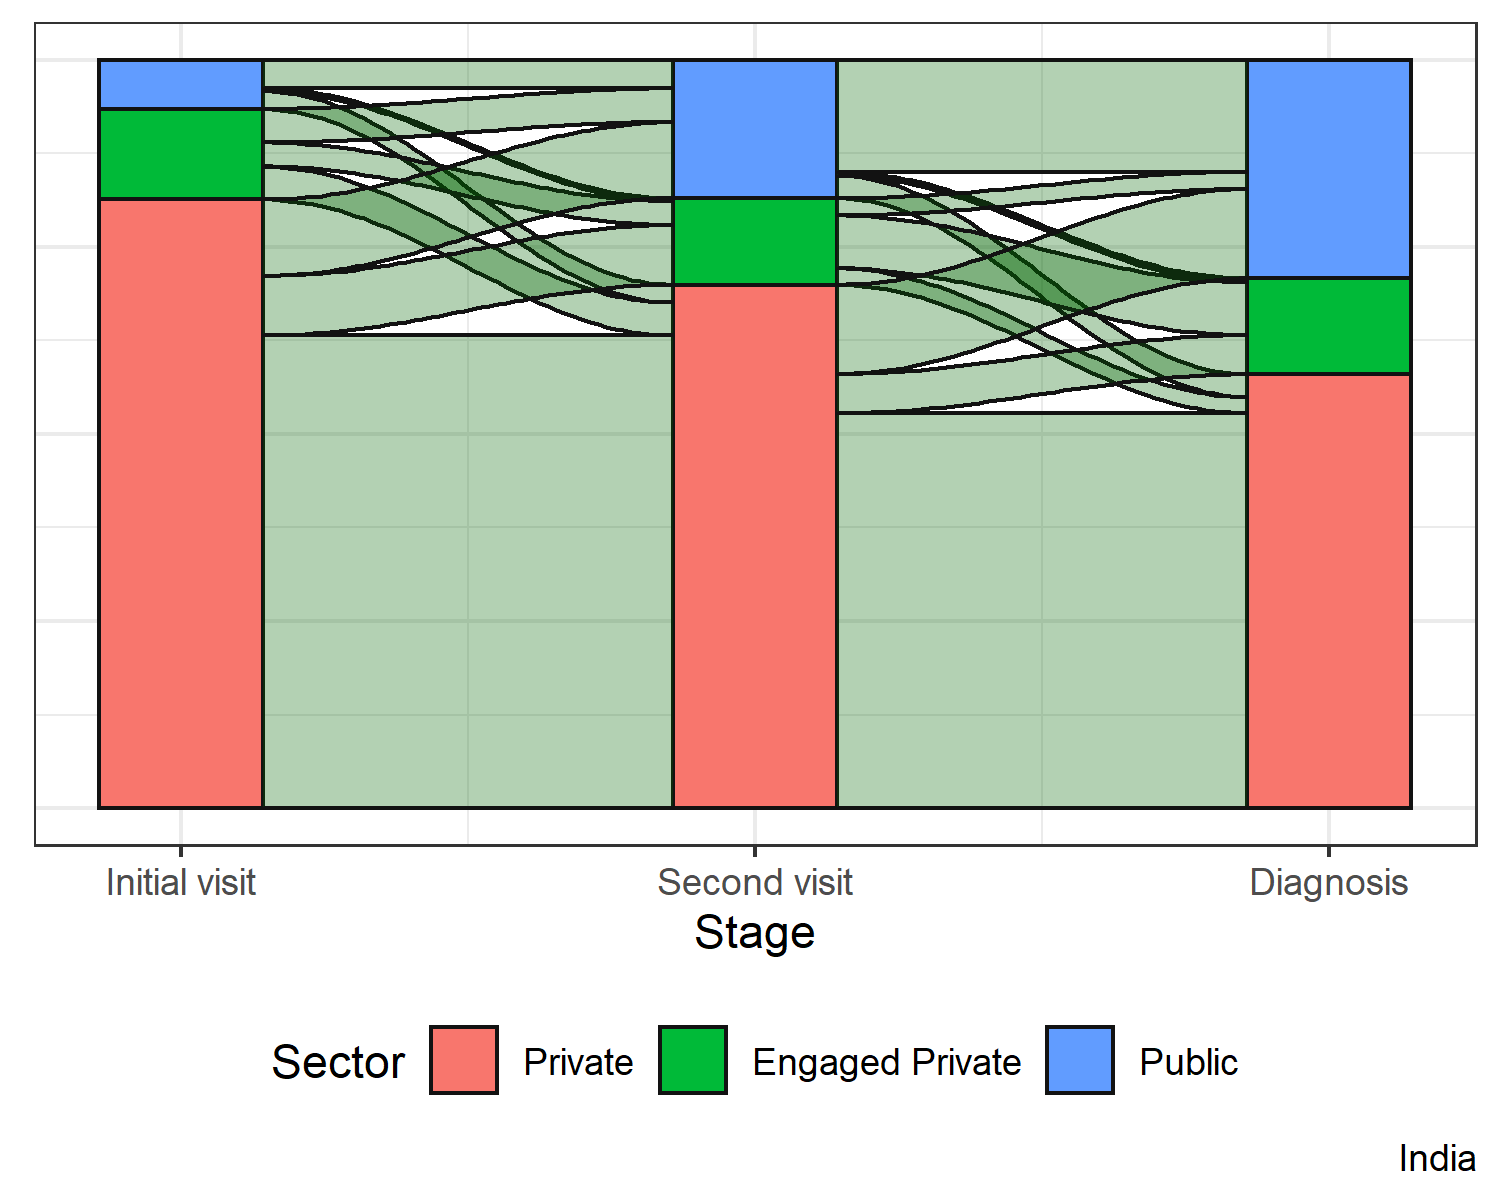 Initial visit Second visit Diagnosis
Stage
Sector Private Engaged Private Public
India